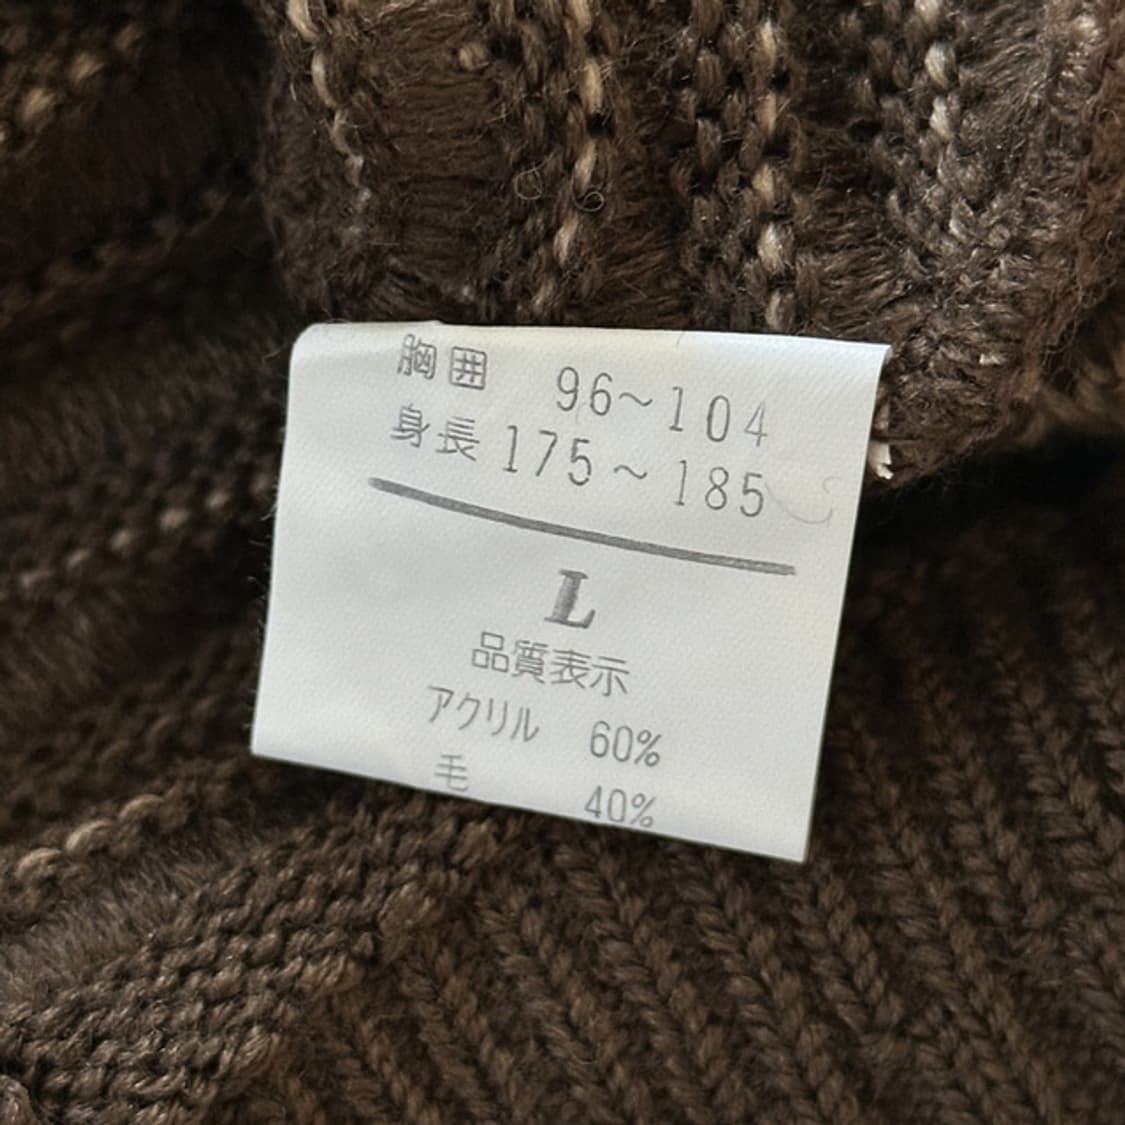 胸囲 96~104
身長 175~185
L
品質表示
アクリル 60%
毛 40%